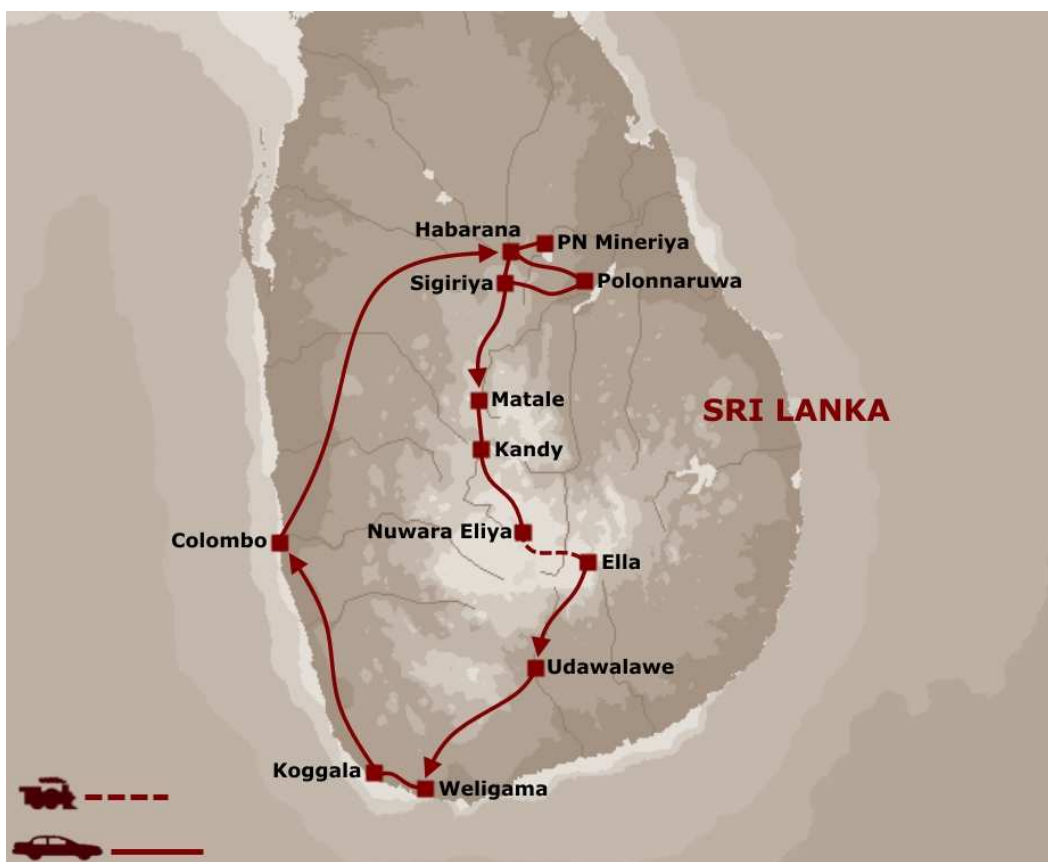 Habarana
PN Mineriya
Sigiriya
Polonnaruwa
Matale
SRI LANKA
Kandy
Nuwara Eliya
Colombo
Ella
Udawalawe
Koggala
Weligama